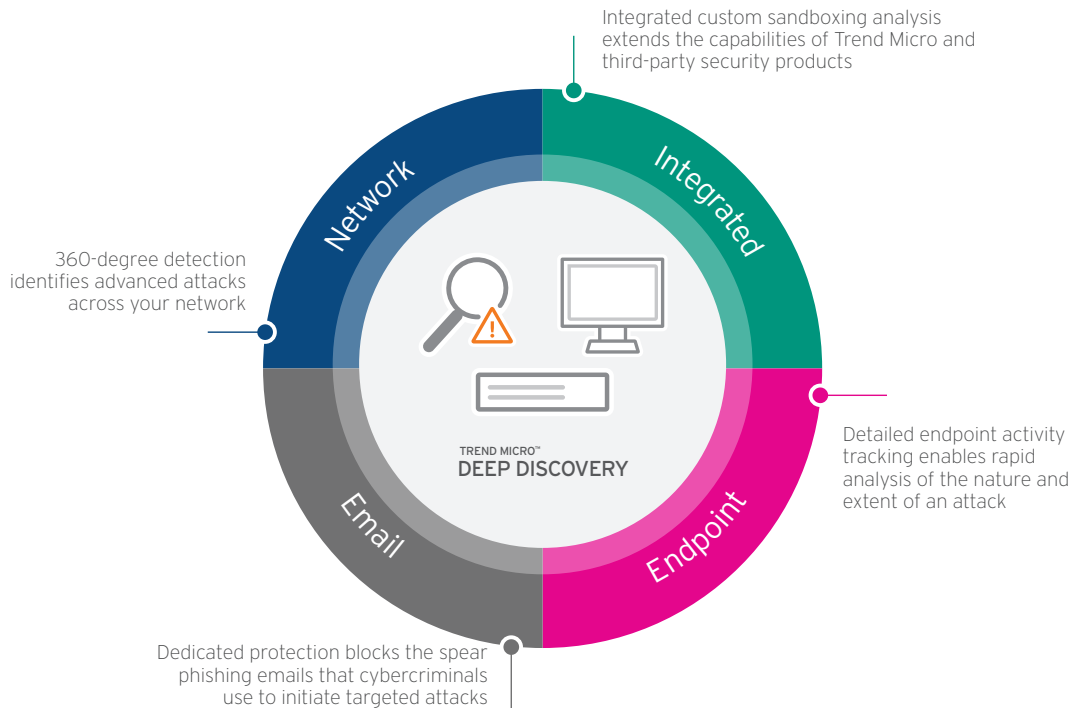 Integrated custom sandboxing analysis
extends the capabilities of Trend Micro and
third-party security products
Network
Integrated
360-degree detection
identifies advanced attacks
across your network
!
TREND MICRO™
DEEP DISCOVERY
Detailed endpoint activity
tracking enables rapid
analysis of the nature and
extent of an attack
Email
Endpoint
Dedicated protection blocks the spear
phishing emails that cybercriminals
use to initiate targeted attacks